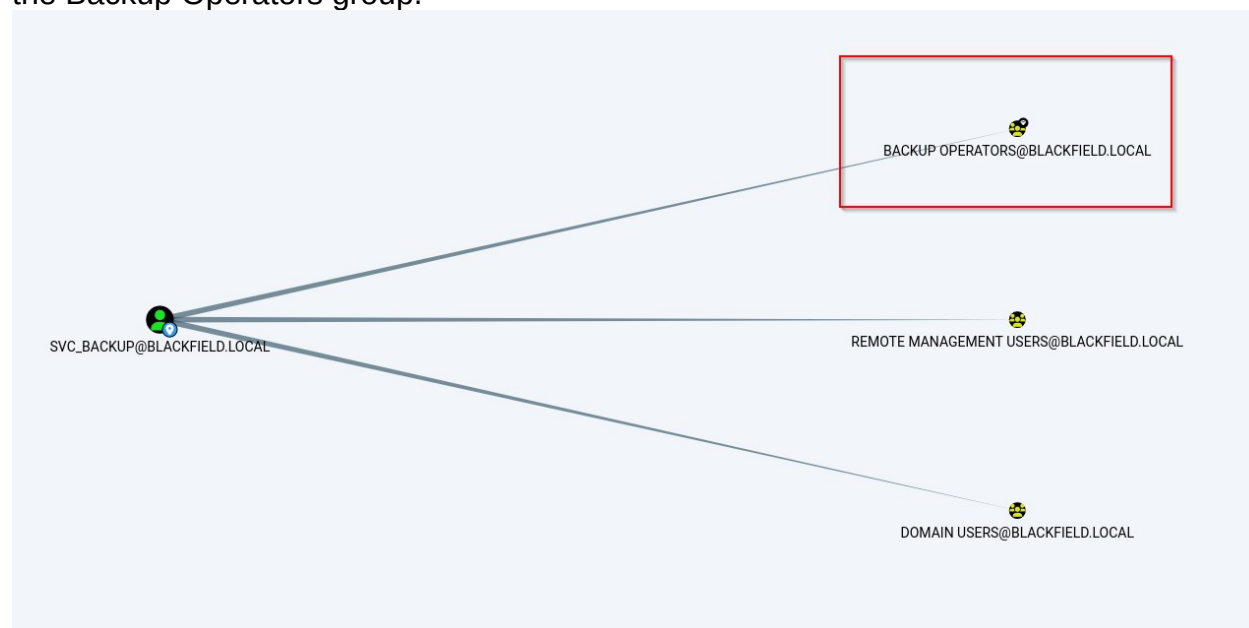 the Backup Operators group.
BACKUP OPERATORS@BLACKFIELD.LOCAL
SVC_BACKUP@BLACKFIELD.LOCAL
REMOTE MANAGEMENT USERS@BLACKFIELD.LOCAL
DOMAIN USERS@BLACKFIELD.LOCAL